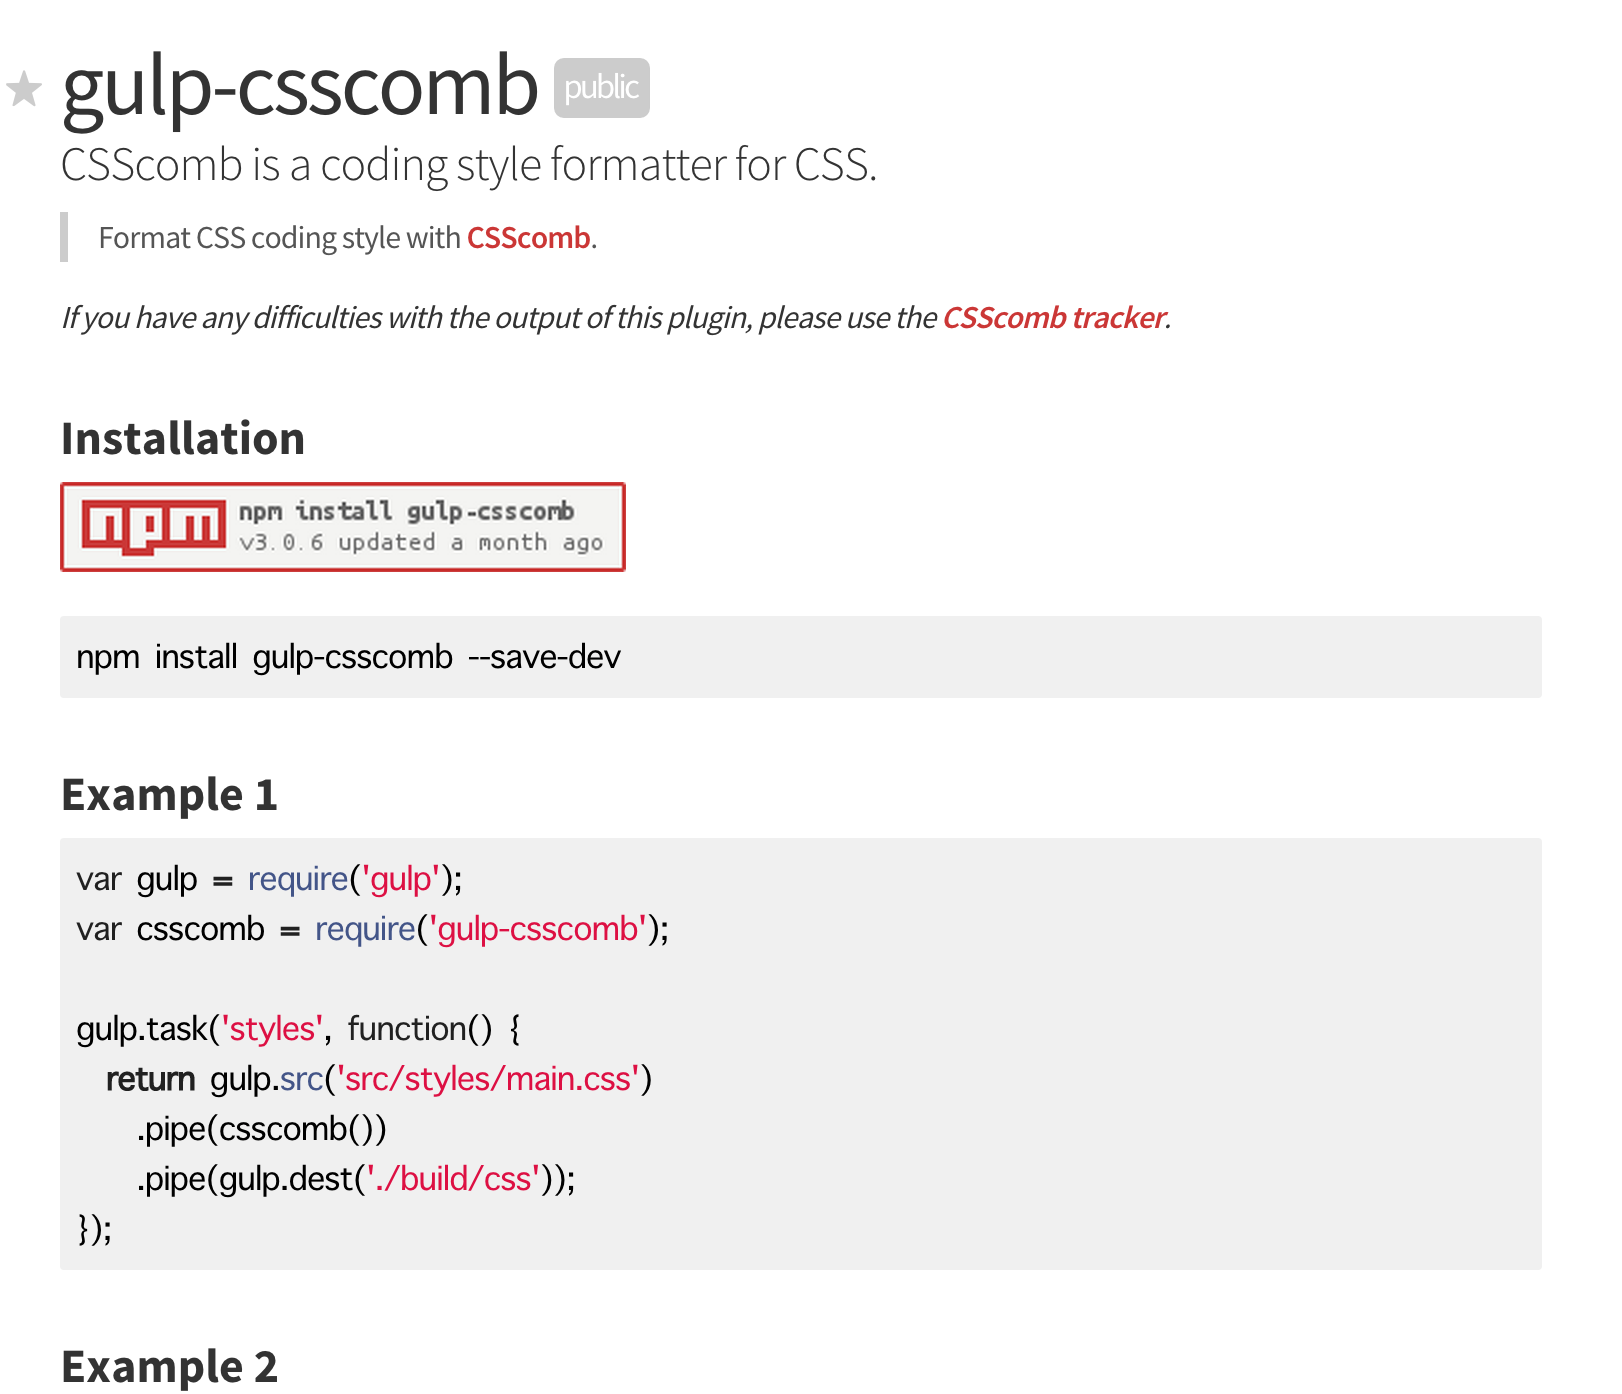 gulp-csscomb public
CSScomb is a coding style formatter for CSS.
Format CSS coding style with CSScomb.
If you have any difficulties with the output of this plugin, please use the CSScomb tracker.
Installation
npm npm install gulp-csscomb
v3.0.6 updated a month ago
npm install gulp-csscomb --save-dev
Example 1
var gulp = require('gulp');
var csscomb = require('gulp-csscomb');
gulp.task('styles', function() {
  return gulp.src('src/styles/main.css')
    .pipe(csscomb())
    .pipe(gulp.dest('./build/css'));
});
Example 2